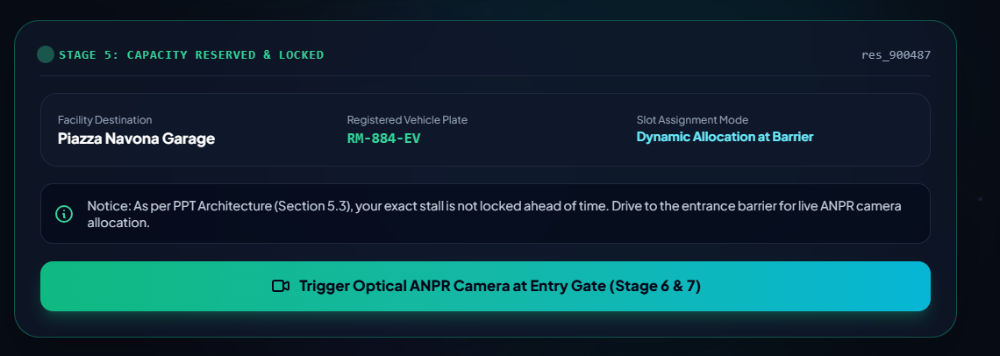 STAGE 5: CAPACITY RESERVED & LOCKED
res_900487
Facility Destination
Piazza Navona Garage
Registered Vehicle Plate
RM-884-EV
Slot Assignment Mode
Dynamic Allocation at Barrier
Notice: As per PPT Architecture (Section 5.3), your exact stall is not locked ahead of time. Drive to the entrance barrier for live ANPR camera
allocation.
Trigger Optical ANPR Camera at Entry Gate (Stage 6 & 7)